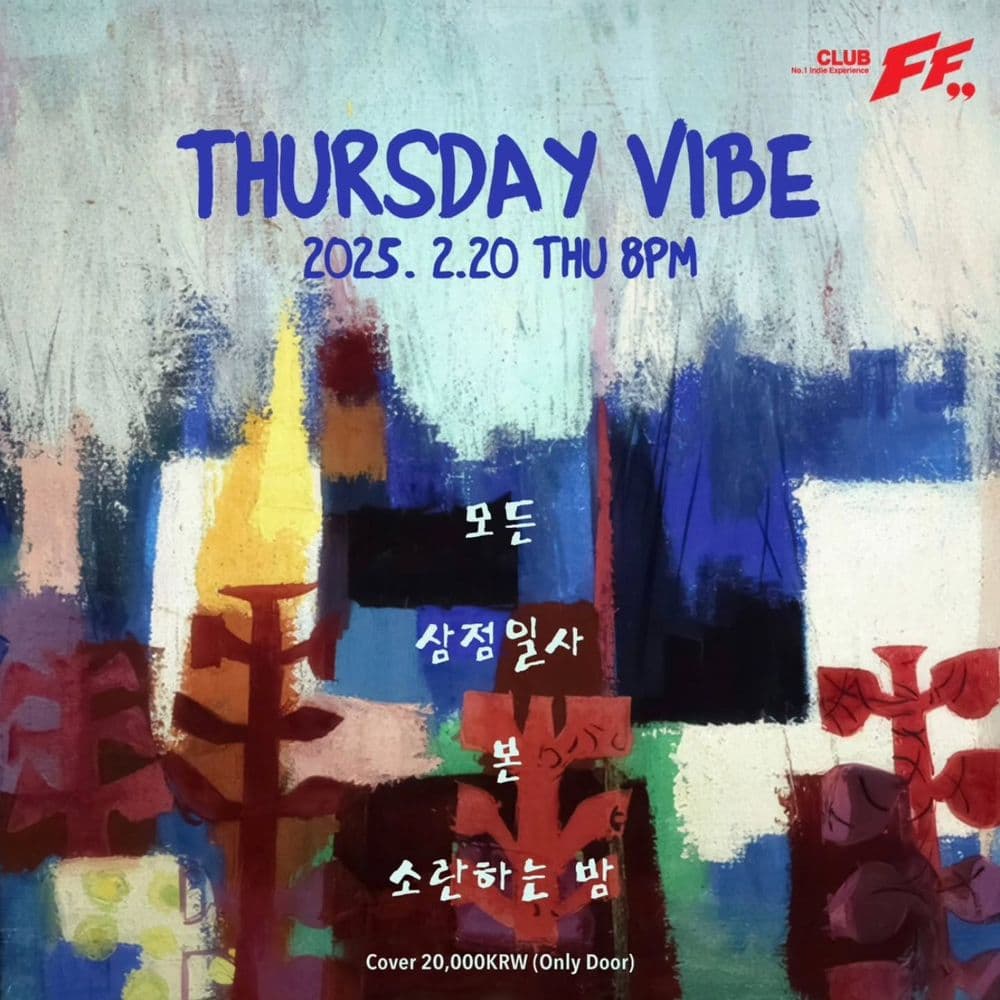 CLUB
No.1 Indie Experience
FF,,
THURSDAY VIBE
2025. 2.20 THU 8PM
모든
삼점일사
본
소란하는 밤
Cover 20,000KRW (Only Door)